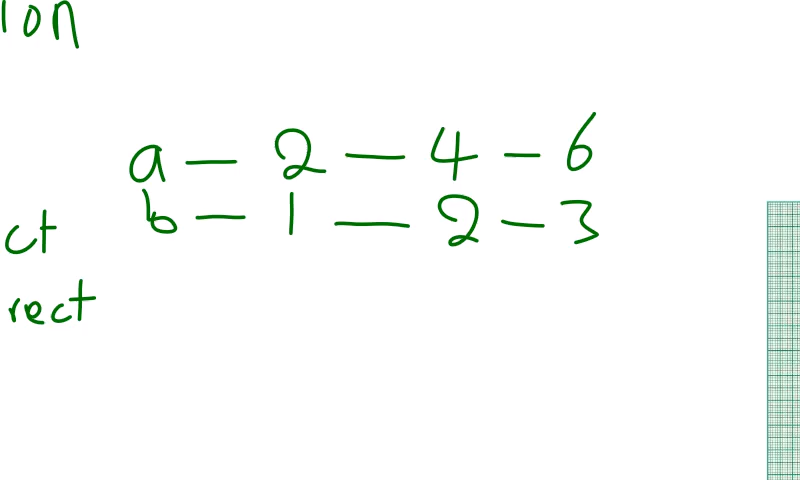 ion
a — 2 — 4 — 6
b — 1 — 2 — 3
ct
rect